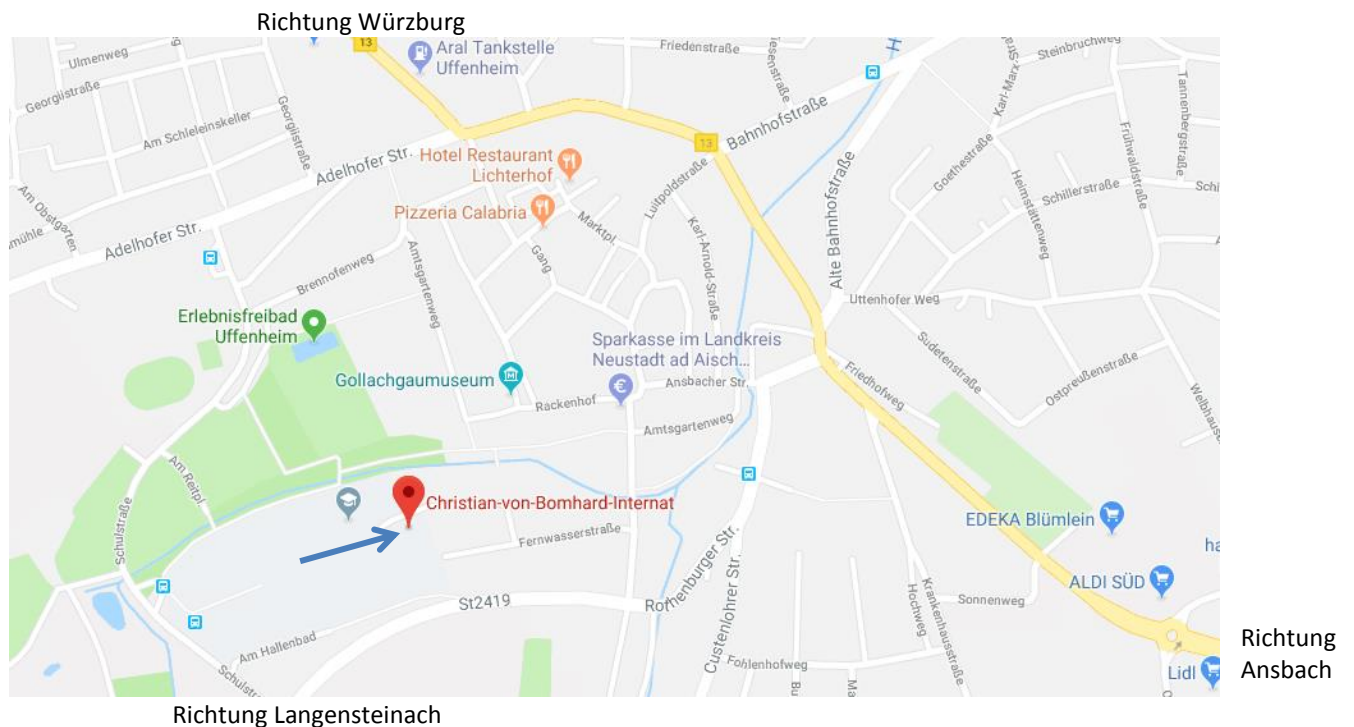 Richtung Würzburg
13
Aral Tankstelle
Uffenheim
Friedenstraße
Steinbruchweg
Ulmenweg
Georgiistraße
Georgiistraße
Karl-Marx-Str.
Tannenbergstraße
Am Schleleinskeller
Bahnhofstraße
13
Frühwaldstraße
Adelhofer Str.
Hotel Restaurant
Lichterhof
Goethestraße
Luitpoldstraße
Heimstättenweg
Schillerstraße
Am Obstgarten
Pizzeria Calabria
Marktpl.
Karl-Arnold-Straße
Alte Bahnhofstraße
Adelhofer Str.
Gang
Brennofenweg
Amtsgartenweg
Uttenhofer Weg
Erlebnisfreibad
Uffenheim
Sudetenstraße
Sparkasse im Landkreis
Neustadt ad Aisch...
Gollachgaumuseum
Ansbacher Str.
Friedhofweg
Ostpreußenstraße
Rackenhof
Amtsgartenweg
Am Reitpl.
Christian-von-Bomhard-Internat
Schulstraße
Fernwasserstraße
EDEKA Blümlein
ALDI SÜD
St2419
Rothenburger Str.
Custenlohrer Str.
Hochweg
Krankenhausstraße
Sonnenweg
Am Hallenbad
Fohlenhofweg
Lidl
Richtung
Ansbach
Richtung Langensteinach